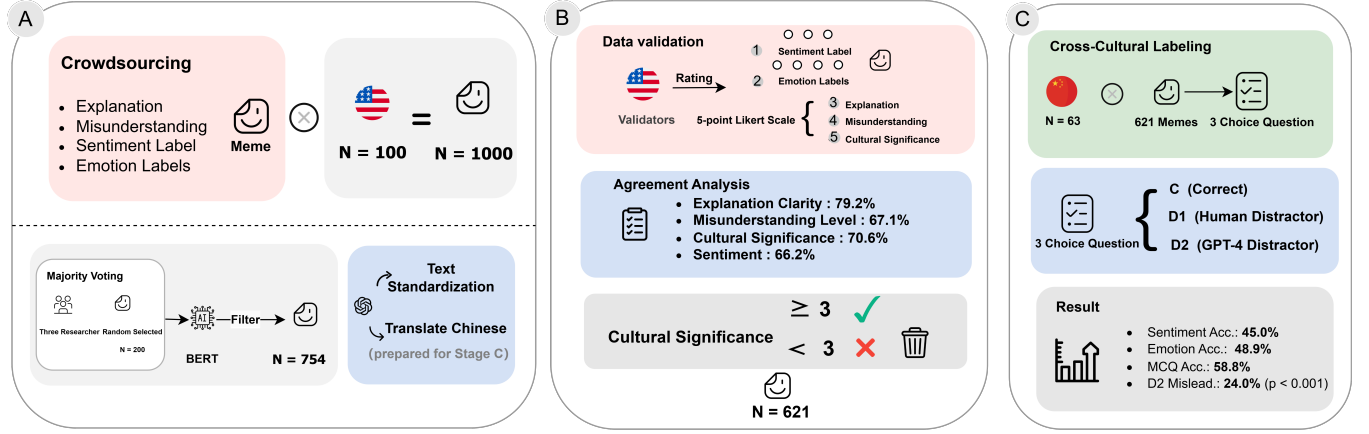 A
Crowdsourcing
• Explanation
• Misunderstanding
• Sentiment Label
• Emotion Labels
Meme
N = 100
=
N = 1000
Majority Voting
Three Researcher
Random Selected
N = 200
AI
BERT
Filter
N = 754
Text
Standardization
Translate Chinese
(prepared for Stage C)
B
Data validation
Validators
Rating
1 Sentiment Label
2 Emotion Labels
5-point Likert Scale
3 Explanation
4 Misunderstanding
5 Cultural Significance
Agreement Analysis
• Explanation Clarity : 79.2%
• Misunderstanding Level : 67.1%
• Cultural Significance : 70.6%
• Sentiment : 66.2%
Cultural Significance
≥ 3
< 3
N = 621
C
Cross-Cultural Labeling
N = 63
621 Memes
3 Choice Question
3 Choice Question
C (Correct)
D1 (Human Distractor)
D2 (GPT-4 Distractor)
Result
• Sentiment Acc.: 45.0%
• Emotion Acc.: 48.9%
• MCQ Acc.: 58.8%
• D2 Mislead.: 24.0% (p < 0.001)